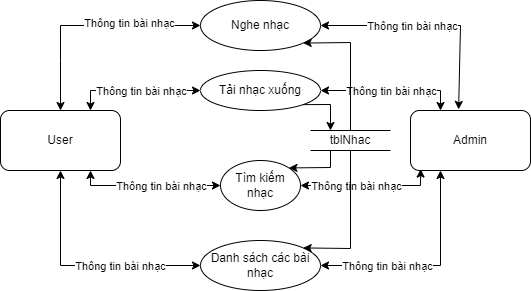 Thông tin bài nhạc
Nghe nhạc
Thông tin bài nhạc
Thông tin bài nhạc
Tải nhạc xuống
Thông tin bài nhạc
User
tblNhac
Admin
Thông tin bài nhạc
Tìm kiếm
nhạc
Thông tin bài nhạc
Thông tin bài nhạc
Danh sách các bài
nhạc
Thông tin bài nhạc